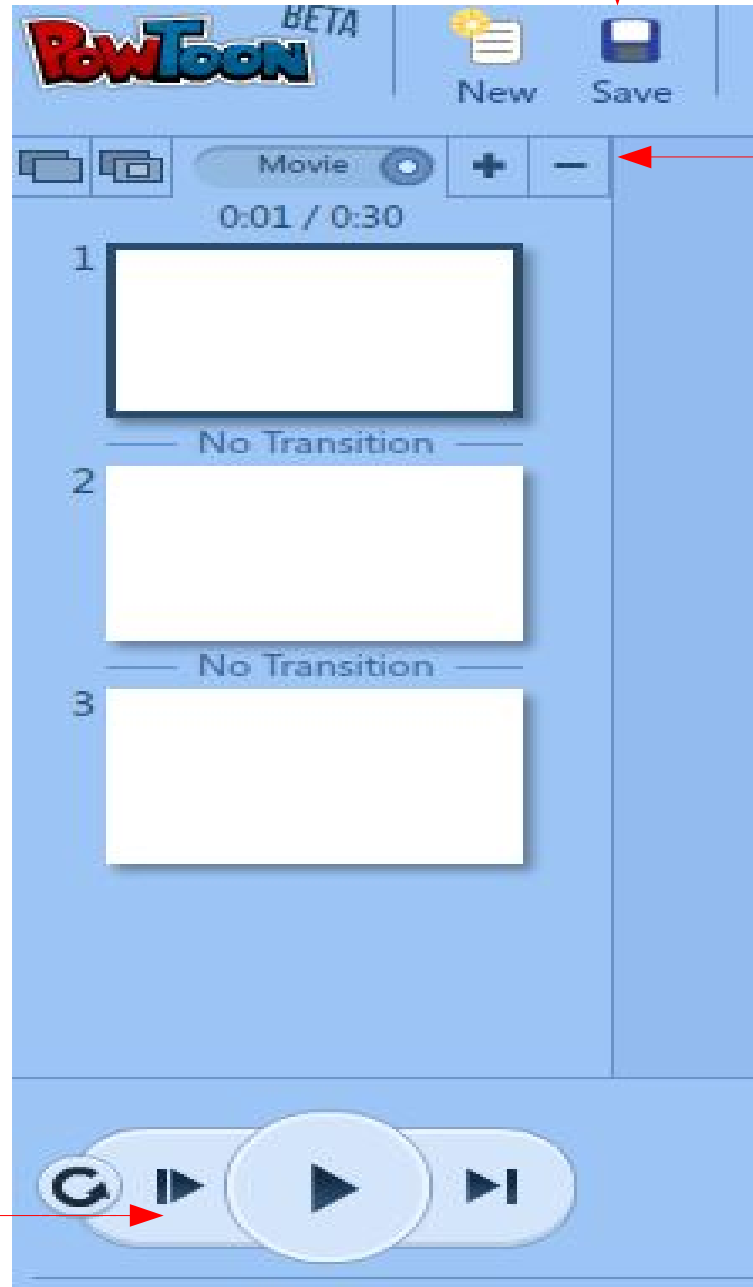 POWTOON BETA
New Save
Movie
0:01 / 0:30
1
No Transition
2
No Transition
3